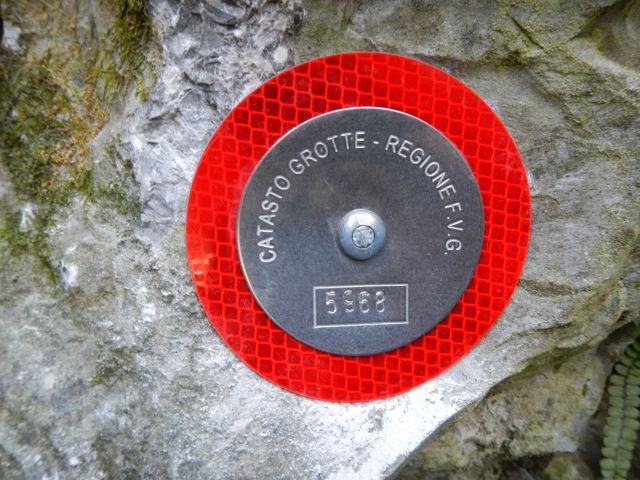 CATASTO GROTTE - REGIONE F.V.G.
5968